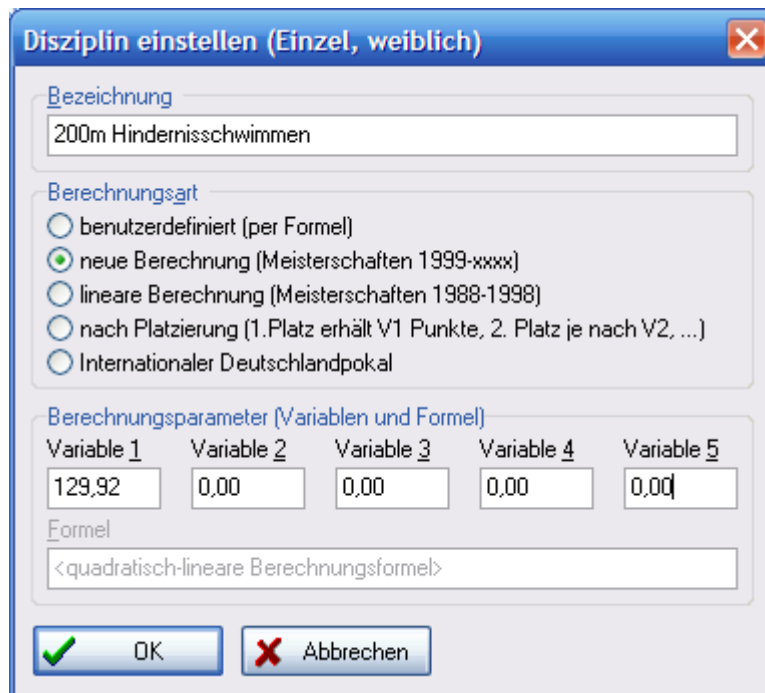 Disziplin einstellen (Einzel, weiblich)
Bezeichnung
200m Hindernisschwimmen
Berechnungsart
benutzerdefiniert (per Formel)
neue Berechnung (Meisterschaften 1999-xxxx)
lineare Berechnung (Meisterschaften 1988-1998)
nach Platzierung (1.Platz erhält V1 Punkte, 2. Platz je nach V2, ...)
Internationaler Deutschlandpokal
Berechnungsparameter (Variablen und Formel)
Variable 1 Variable 2 Variable 3 Variable 4 Variable 5
129,92 0,00 0,00 0,00 0,00
Formel
<quadratisch-lineare Berechnungsformel>
OK Abbrechen